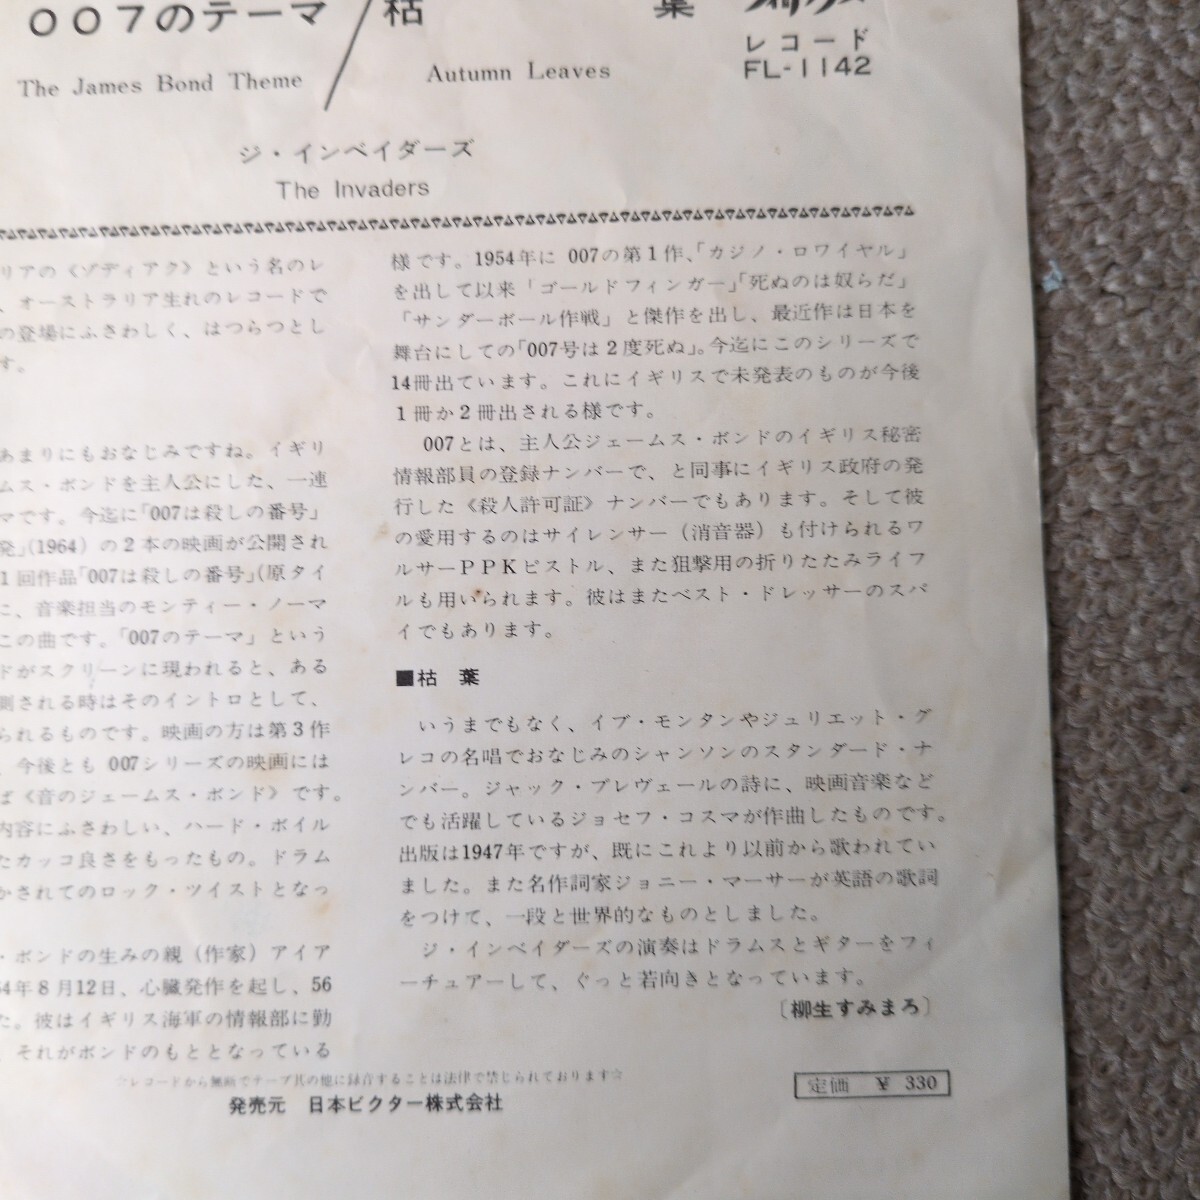 007のテーマ/枯　葉
The James Bond Theme
Autumn Leaves
レコード
FL-1142
ジ・インベイダーズ
The Invaders
リアの《ゾディアク》という名のレ
、オーストラリア生れのレコードで
の登場にふさわしく、はつらつとし
す。
あまりにもおなじみですね。イギリ
ムス・ボンドを主人公にした、一連
マです。今迄に「007は殺しの番号」
発」(1964)の2本の映画が公開され
1回作品「007は殺しの番号」(原タイ
に、音楽担当のモンティー・ノーマ
この曲です。「007のテーマ」という
ドがスクリーンに現われると、ある
測される時はそのイントロとして、
られるものです。映画の方は第3作
、今後とも 007シリーズの映画には
ば《音のジェームス・ボンド》です。
内容にふさわしい、ハード・ボイル
たカッコ良さをもったもの。ドラム
かされてのロック・ツイストとなっ
・ボンドの生みの親(作家)アイア
64年8月12日、心臓発作を起し、56
た。彼はイギリス海軍の情報部に勤
、それがボンドのもととなっている
様です。1954年に 007の第1作、「カジノ・ロワイヤル」
を出して以来「ゴールドフィンガー」「死ぬのは奴らだ」
「サンダーボール作戦」と傑作を出し、最近作は日本を
舞台にしての「007号は2度死ぬ」。今迄にこのシリーズで
14冊出ています。これにイギリスで未発表のものが今後
1冊か2冊出される様です。
007とは、主人公ジェームス・ボンドのイギリス秘密
情報部員の登録ナンバーで、と同事にイギリス政府の発
行した《殺人許可証》ナンバーでもあります。そして彼
の愛用するのはサイレンサー(消音器)も付けられるワ
ルサーPPKピストル、また狙撃用の折りたたみライフ
ルも用いられます。彼はまたベスト・ドレッサーのスパ
イでもあります。
■枯　葉
いうまでもなく、イブ・モンタンやジュリエット・グ
レコの名唱でおなじみのシャンソンのスタンダード・ナ
ンバー。ジャック・プレヴェールの詩に、映画音楽など
でも活躍しているジョセフ・コスマが作曲したものです。
出版は1947年ですが、既にこれより以前から歌われてい
ました。また名作詞家ジョニー・マーサーが英語の歌詞
をつけて、一段と世界的なものとしました。
ジ・インベイダーズの演奏はドラムスとギターをフィ
ーチュアーして、ぐっと若向きとなっています。
〔柳生すみまろ〕
☆レコードから無断でテープ其の他に録音することは法律で禁じられております☆
発売元　日本ビクター株式会社
定価　￥330